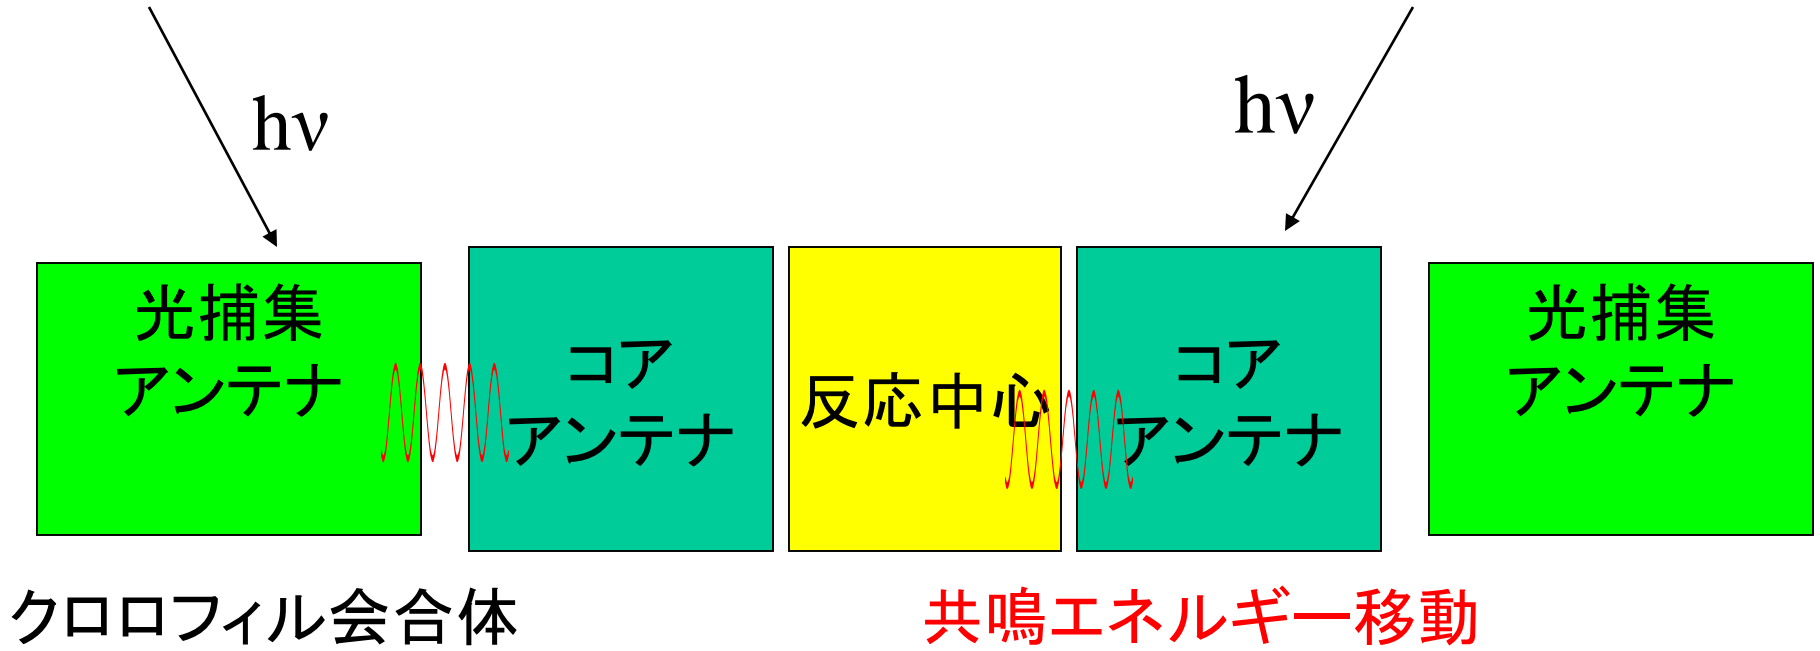 hν
hν
光捕集
アンテナ
コア
アンテナ
反応中心
コア
アンテナ
光捕集
アンテナ
クロロフィル会合体
共鳴エネルギー移動